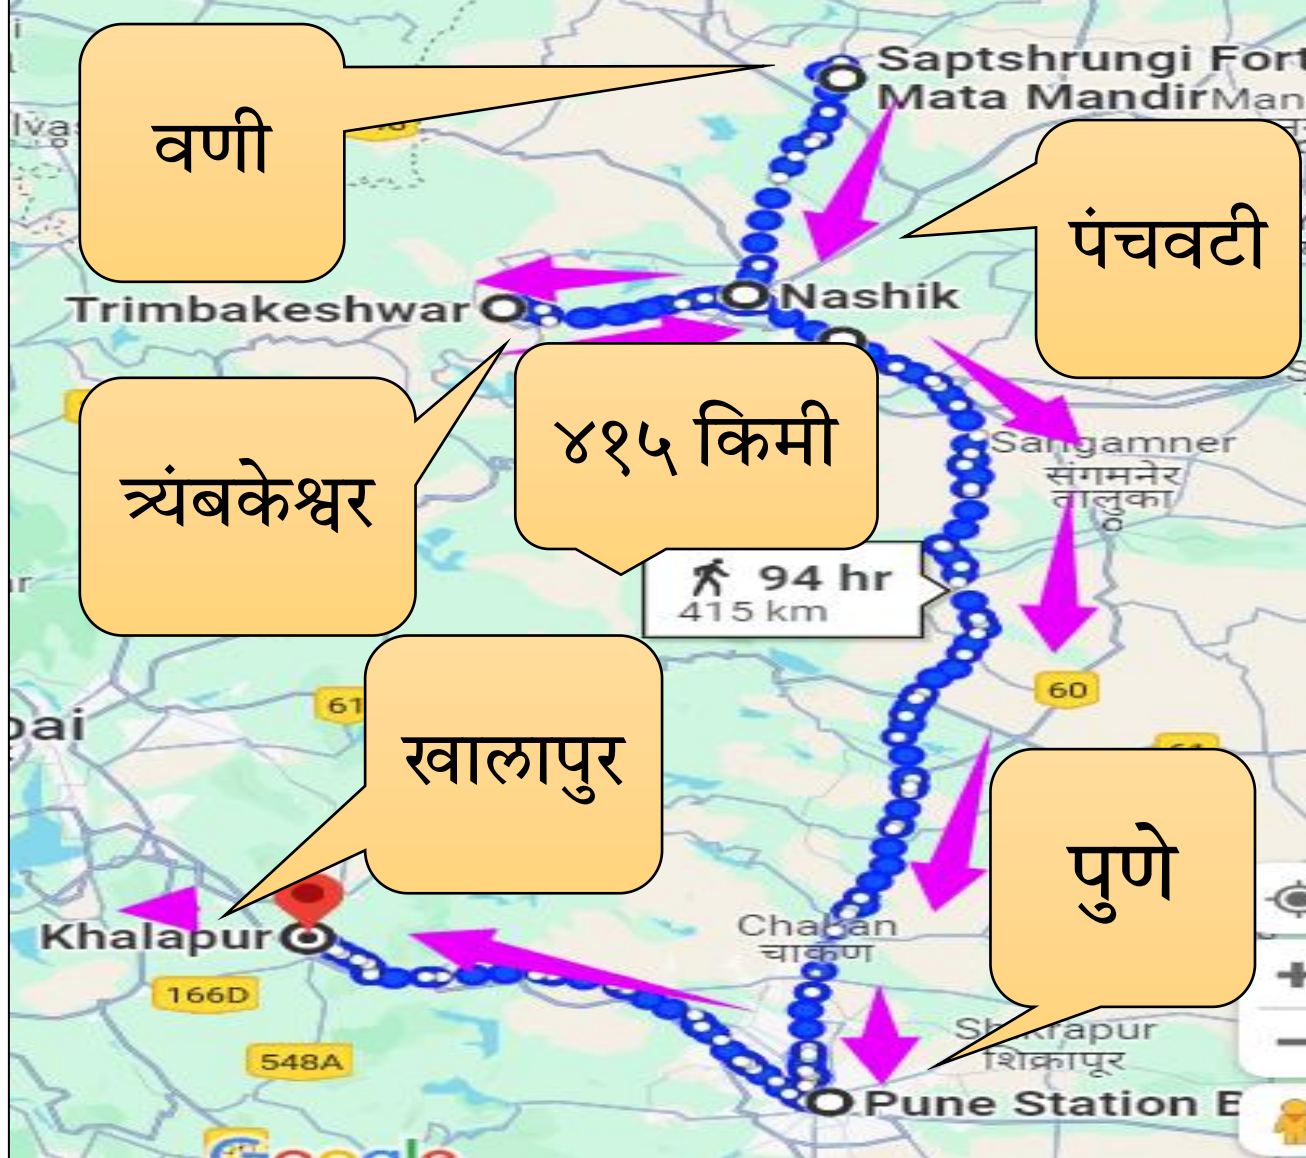 Saptshrungi Fort
Mata Mandir
वणी
पंचवटी
Trimbakeshwar
Nashik
त्र्यंबकेश्वर
४१५ किमी
Sangamner
संगमनेर
तालुका
94 hr
415 km
60
61
खालापुर
पुणे
Chakan
चाकण
Khalapur
166D
Shikrapur
शिक्रापूर
548A
Pune Station B
Google